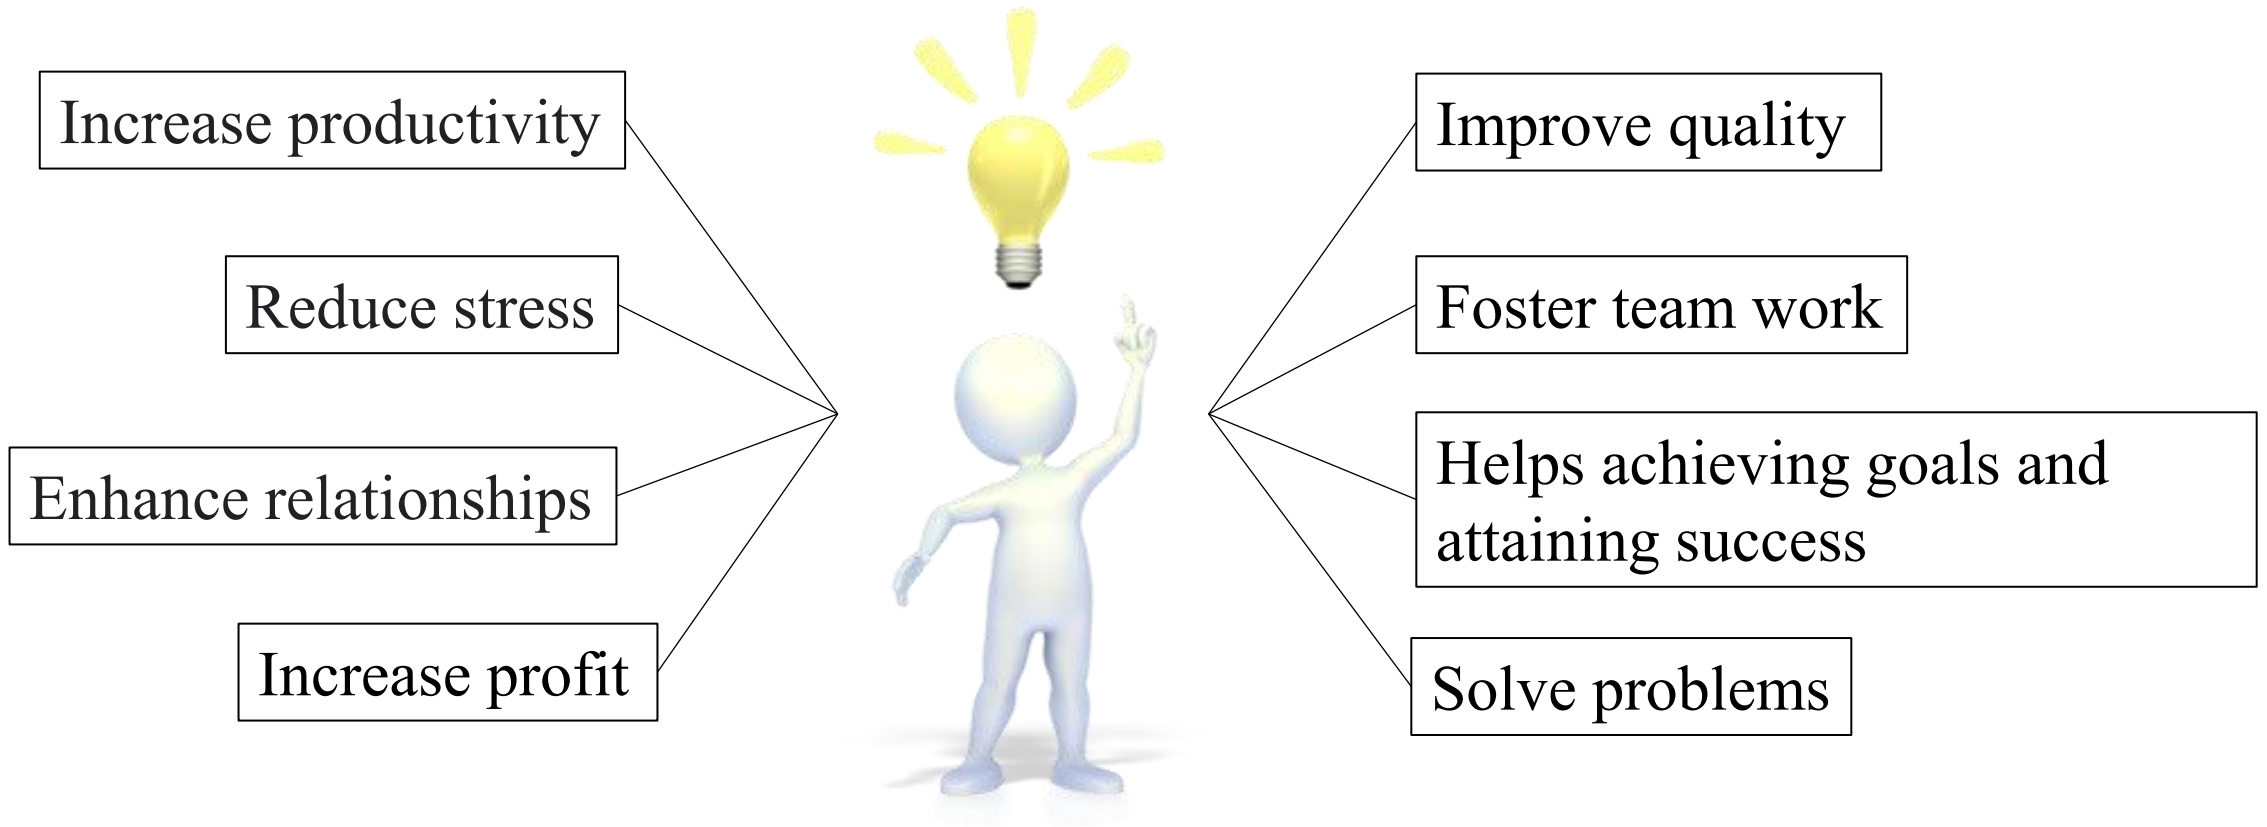 Increase productivity
Reduce stress
Enhance relationships
Increase profit
Improve quality
Foster team work
Helps achieving goals and
attaining success
Solve problems